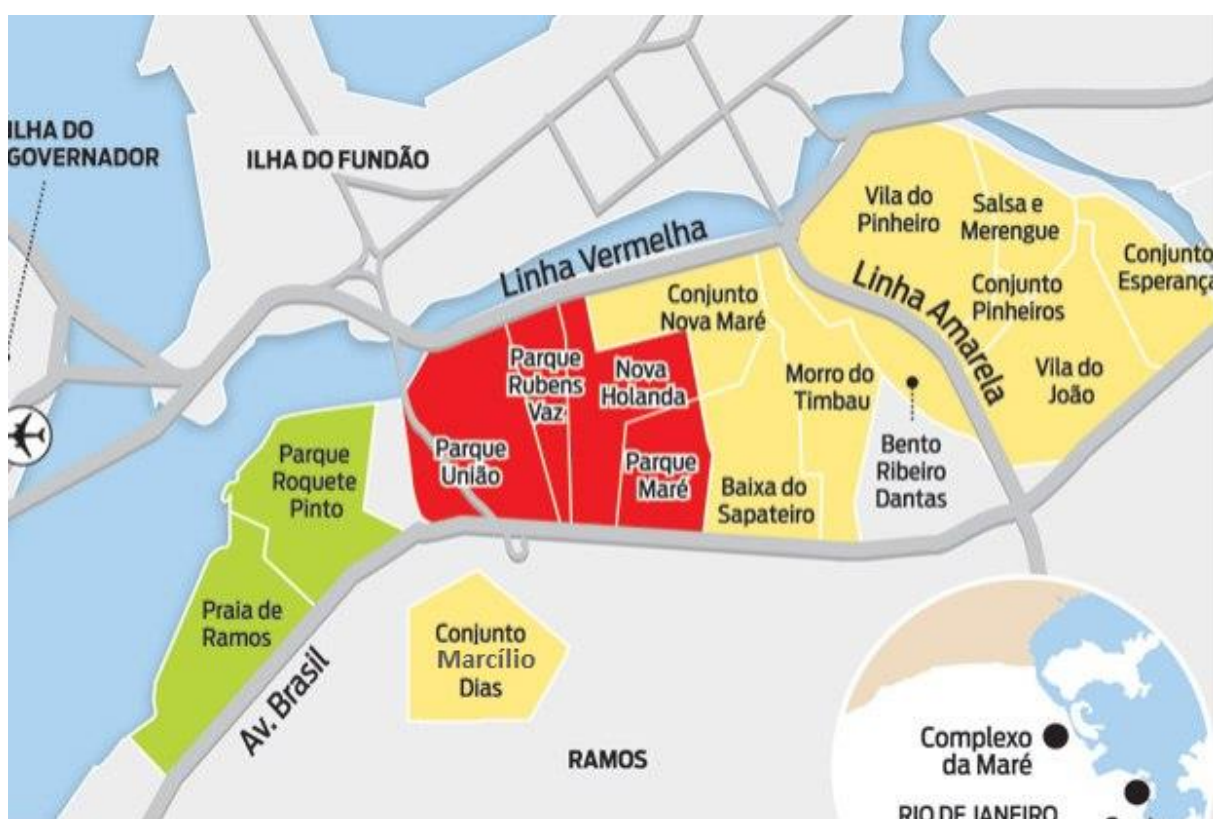 ILHA DO
GOVERNADOR
ILHA DO FUNDÃO
Linha Vermelha
Vila do
Pinheiro
Salsa e
Merengue
Conjunto
Esperança
Conjunto
Pinheiros
Linha Amarela
Vila do
João
Conjunto
Nova Maré
Morro do
Timbau
Bento
Ribeiro
Dantas
Parque
Rubens
Vaz
Nova
Holanda
Parque
União
Parque
Maré
Baixa do
Sapateiro
Parque
Roquete
Pinto
Praia de
Ramos
Av. Brasil
Conjunto
Marcílio
Dias
RAMOS
Complexo
da Maré
RIO DE JANEIRO